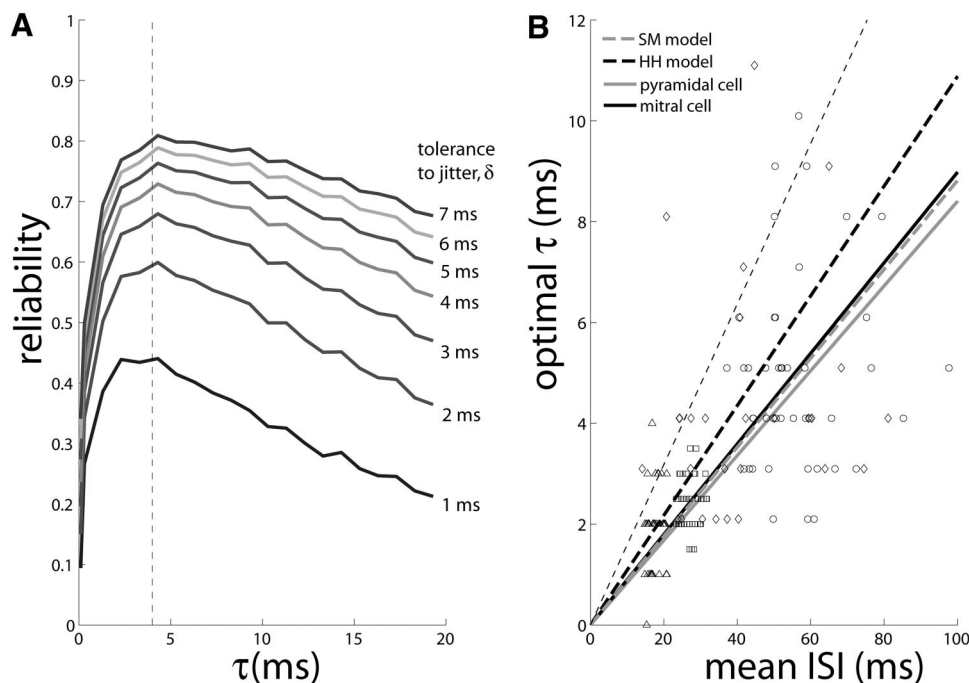 A
reliability
1
0.9
0.8
0.7
0.6
0.5
0.4
0.3
0.2
0.1
0
tolerance
to jitter, δ
7 ms
6 ms
5 ms
4 ms
3 ms
2 ms
1 ms
0 5 10 15 20
τ(ms)
B
optimal τ (ms)
12
10
8
6
4
2
0
SM model
HH model
pyramidal cell
mitral cell
0 20 40 60 80 100
mean ISI (ms)